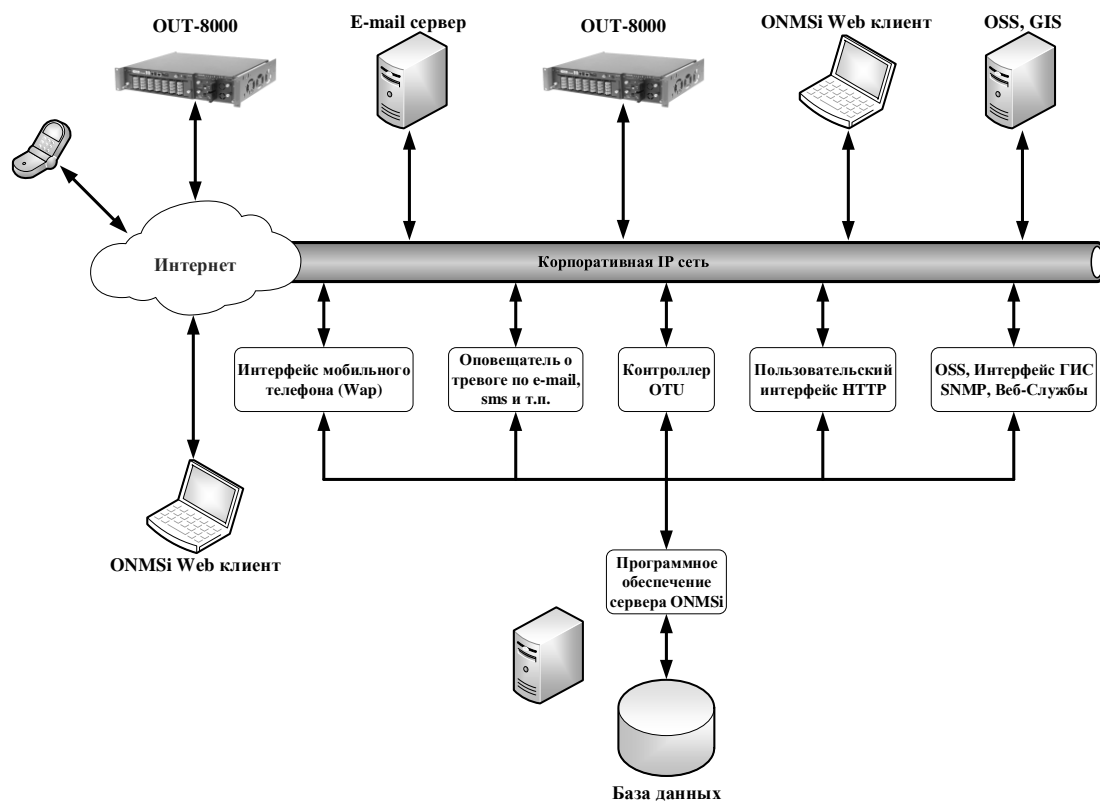 OUT-8000
E-mail сервер
OUT-8000
ONMSi Web клиент
OSS, GIS
Интернет
Корпоративная IP сеть
Интерфейс мобильного
телефона (Wap)
Оповещатель о
тревоге по e-mail,
sms и т.п.
Контроллер
OTU
Пользовательский
интерфейс HTTP
OSS, Интерфейс ГИС
SNMP, Веб-Службы
ONMSi Web клиент
Программное
обеспечение
сервера ONMSi
База данных